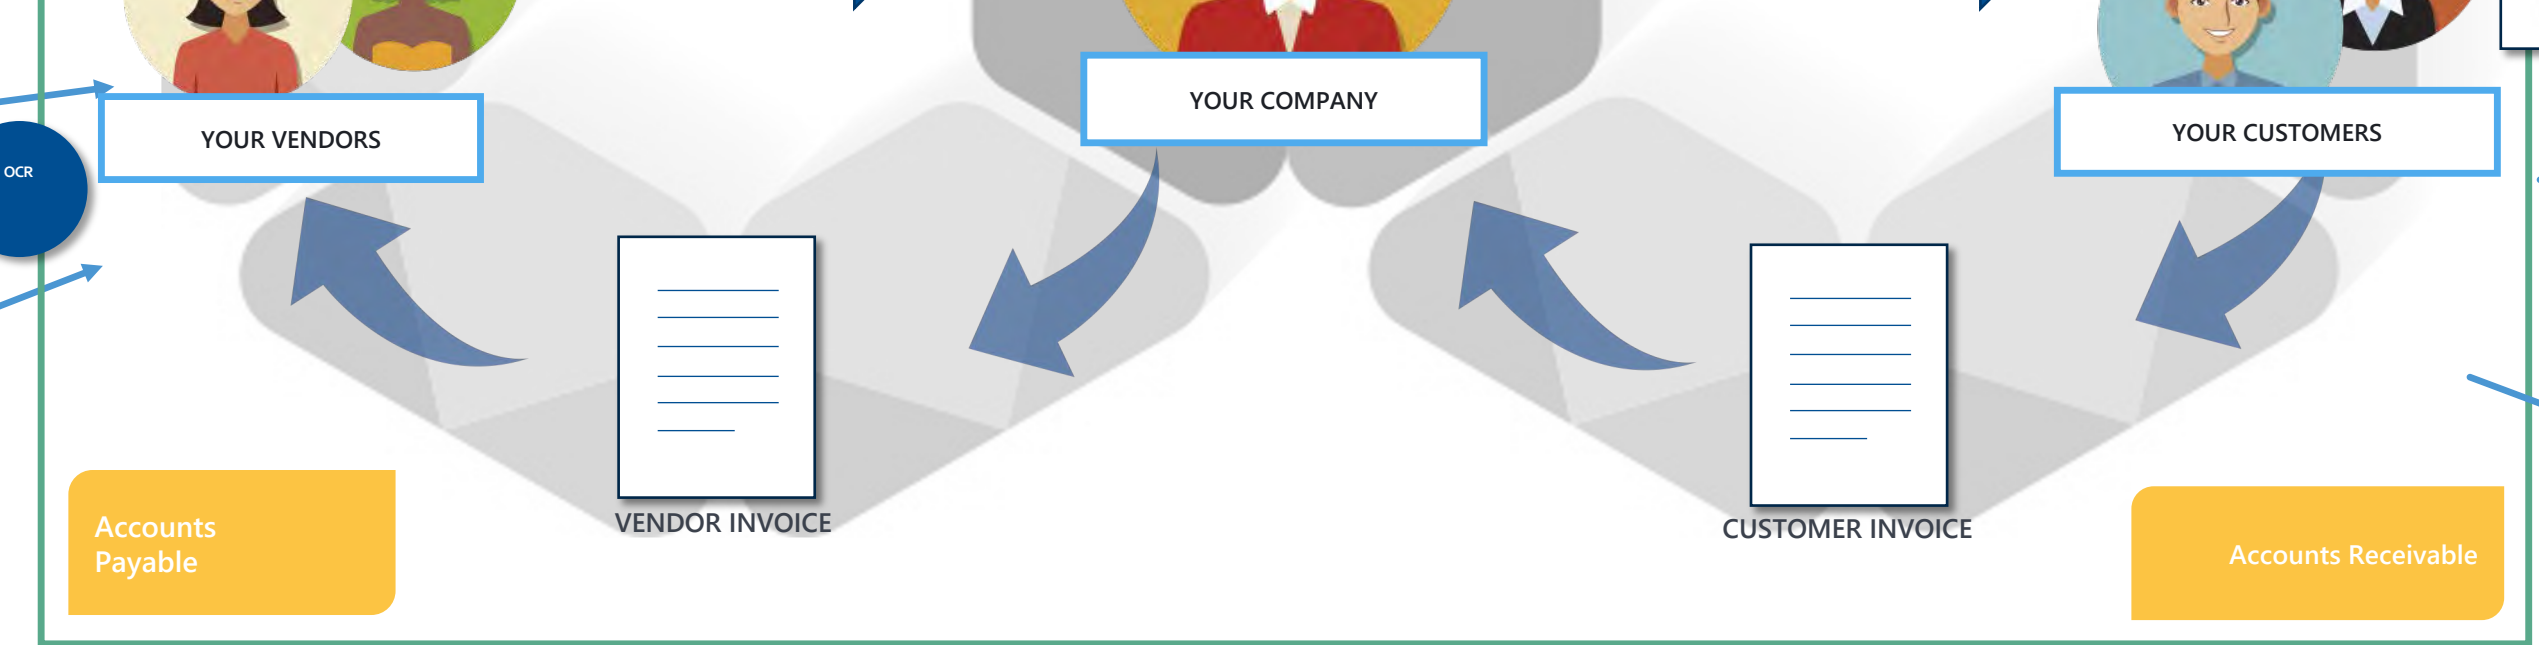 YOUR COMPANY
YOUR VENDORS
YOUR CUSTOMERS
OCR
VENDOR INVOICE
CUSTOMER INVOICE
Accounts
Payable
Accounts Receivable